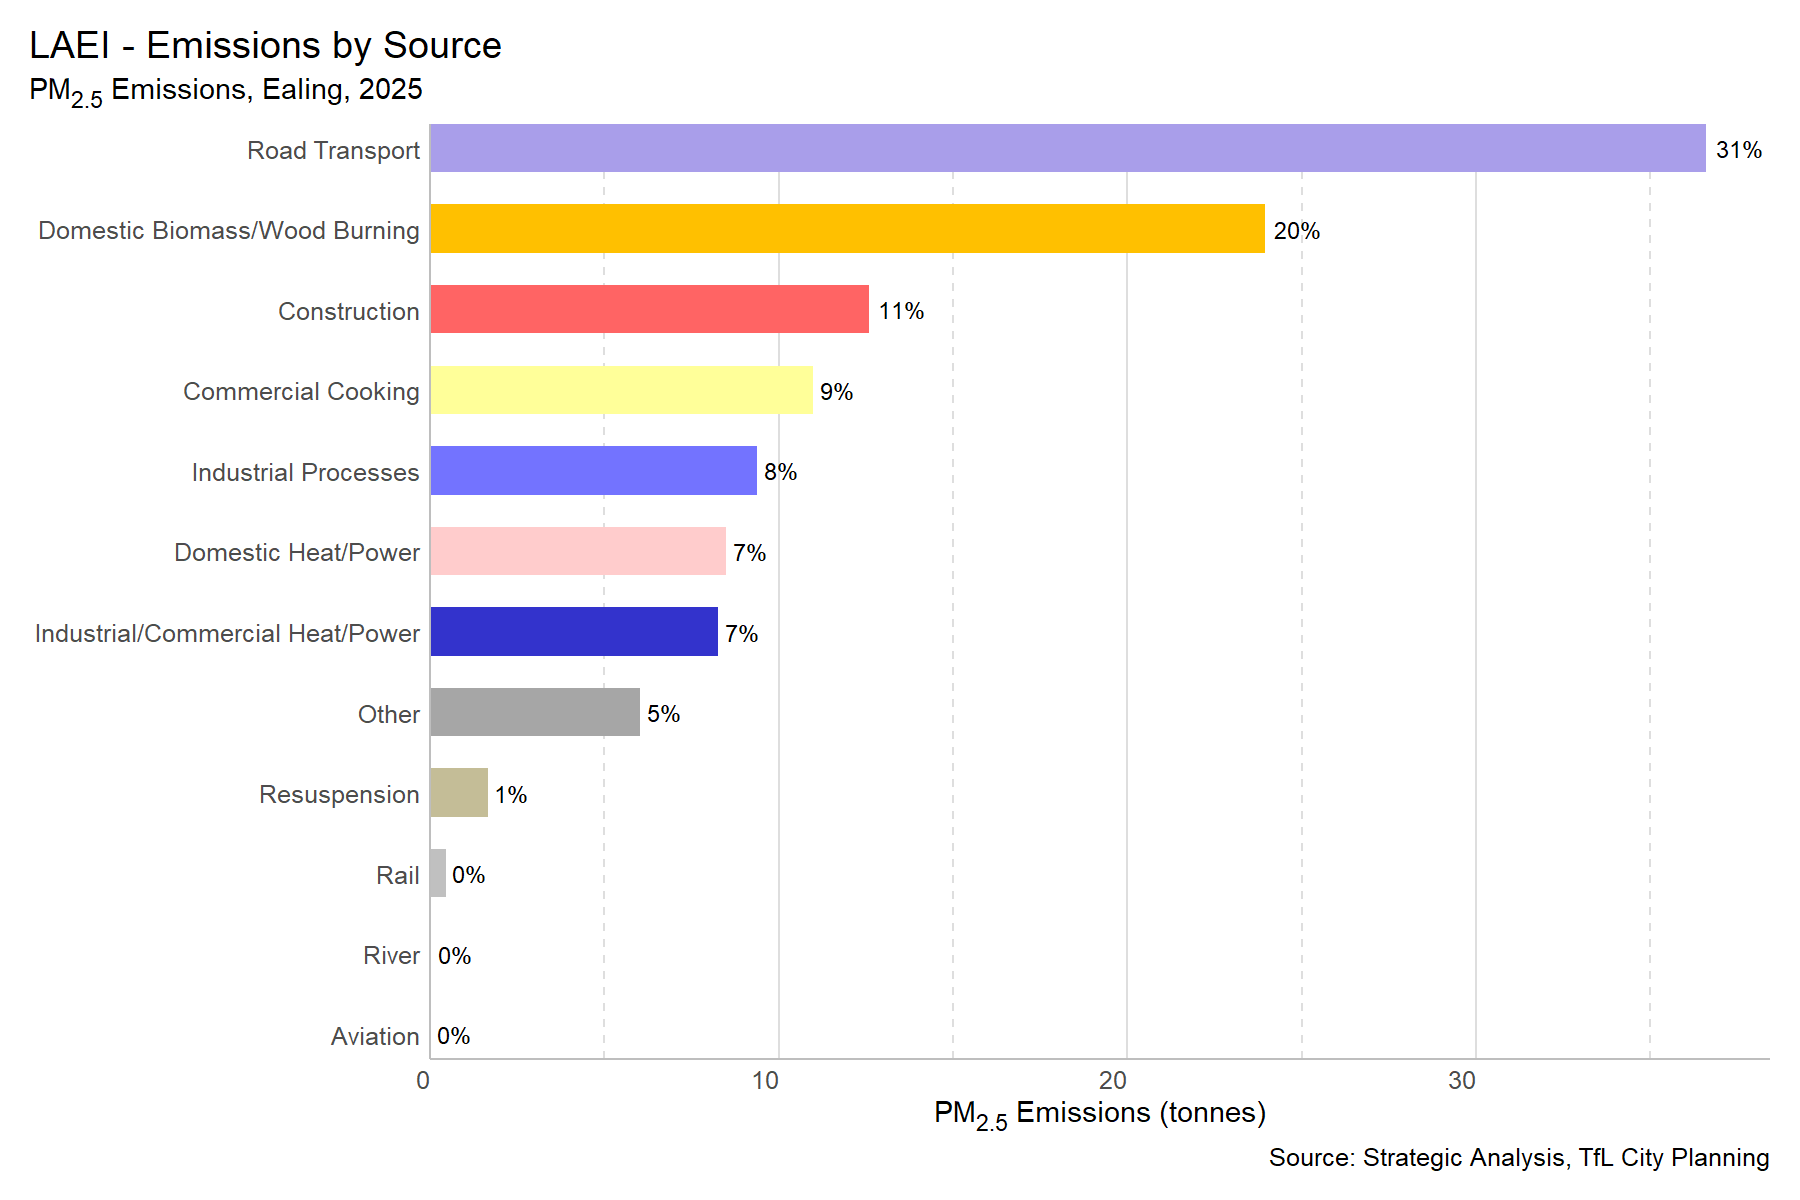 LAEI - Emissions by Source
PM2.5 Emissions, Ealing, 2025
Road Transport 31%
Domestic Biomass/Wood Burning 20%
Construction 11%
Commercial Cooking 9%
Industrial Processes 8%
Domestic Heat/Power 7%
Industrial/Commercial Heat/Power 7%
Other 5%
Resuspension 1%
Rail 0%
River 0%
Aviation 0%
0 10 20 30
PM2.5 Emissions (tonnes)
Source: Strategic Analysis, TfL City Planning